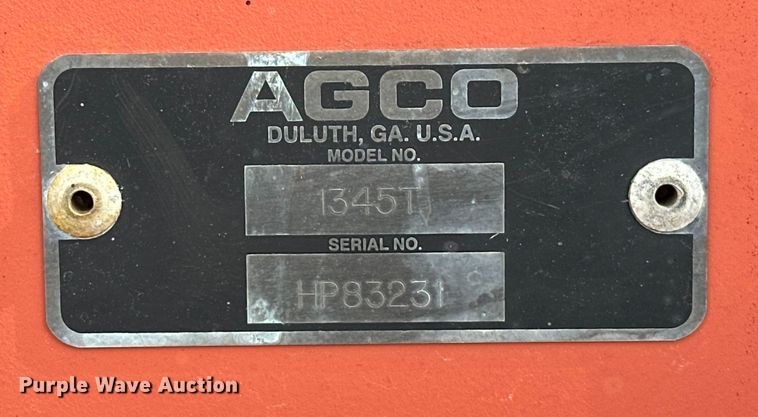 AGCO
DULUTH, GA. U.S.A.
MODEL NO.
1345T
SERIAL NO.
HP83231
Purple Wave Auction